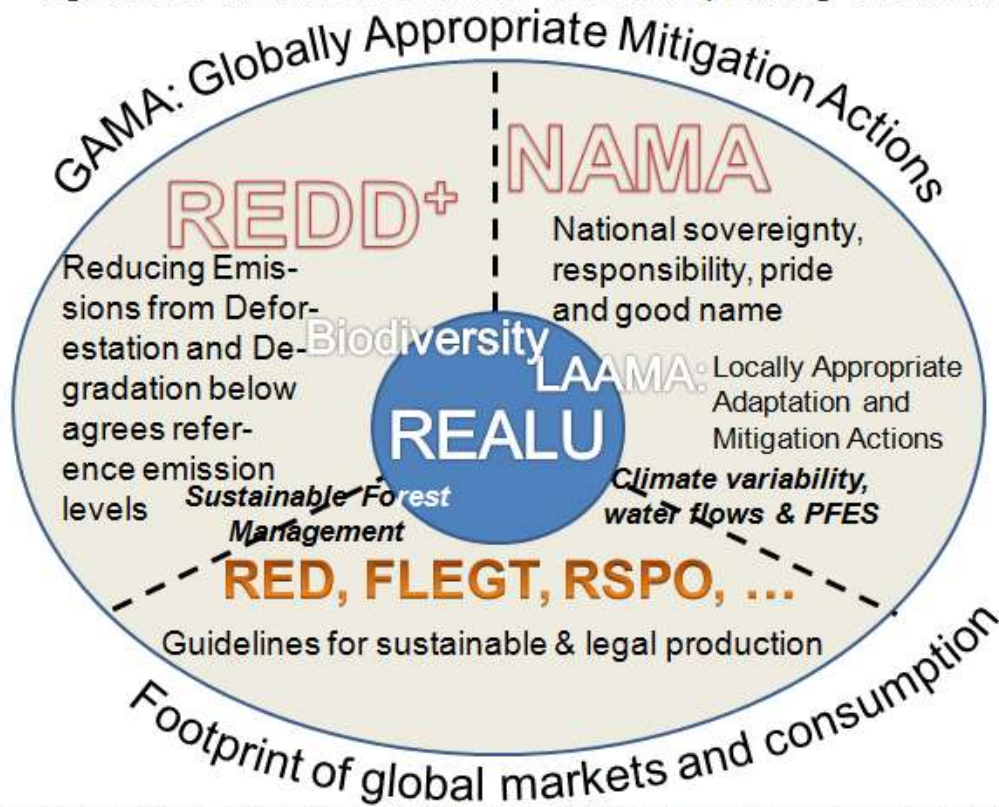 GAMA: Globally Appropriate Mitigation Actions
REDD+
Reducing Emis-
sions from Defor-
estation and De-
gradation below
agrees refer-
ence emission
levels
NAMA
National sovereignty,
responsibility, pride
and good name
Biodiversity
LAAMA: Locally Appropriate
Adaptation and
Mitigation Actions
REALU
Sustainable Forest
Management
Climate variability,
water flows & PFES
RED, FLEGT, RSPO, …
Guidelines for sustainable & legal production
Footprint of global markets and consumption